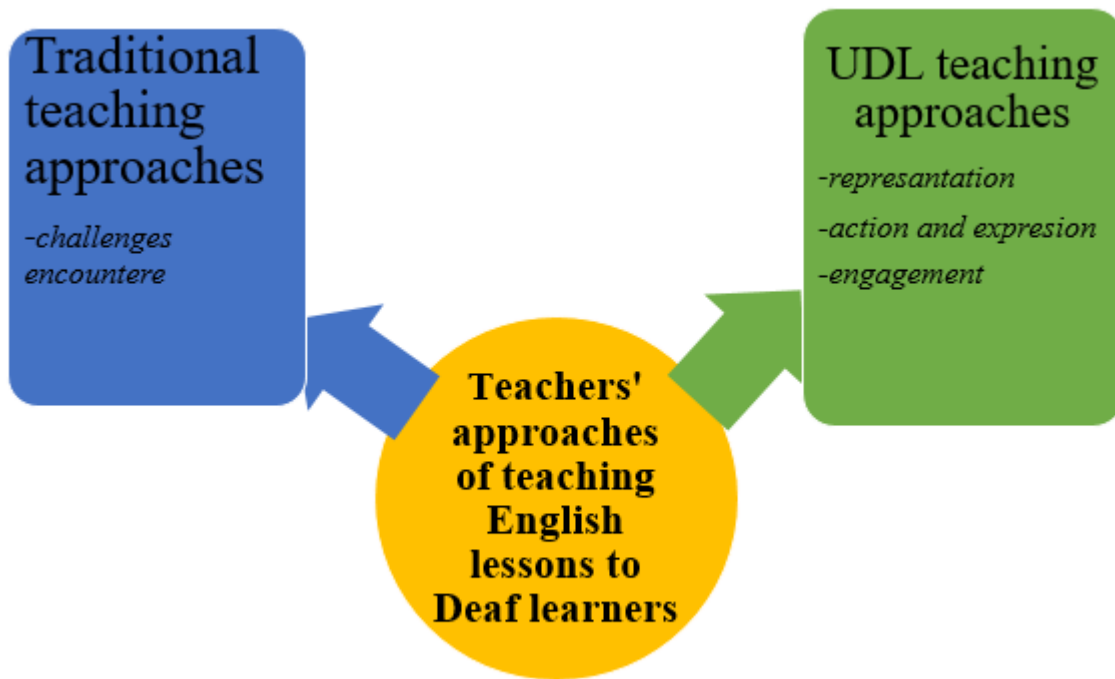 Traditional
teaching
approaches
-challenges
encountere
UDL teaching
approaches
-represantation
-action and expresion
-engagement
Teachers'
approaches
of teaching
English
lessons to
Deaf learners